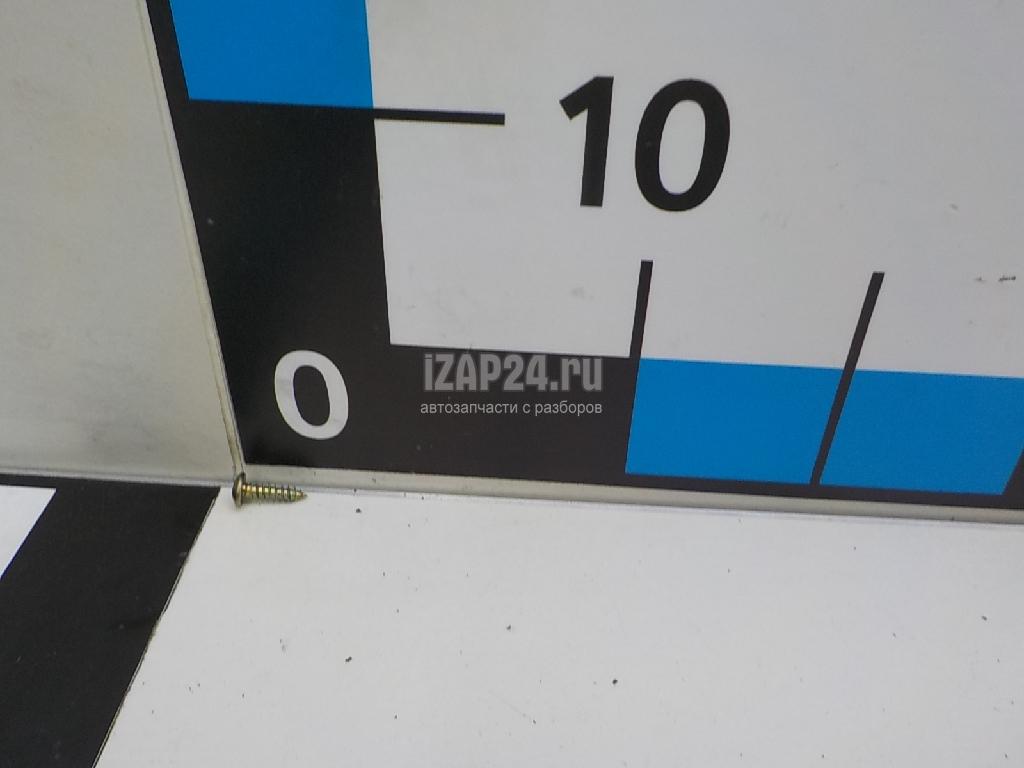 10
iZAP24.ru
автозапчасти с разборов
0